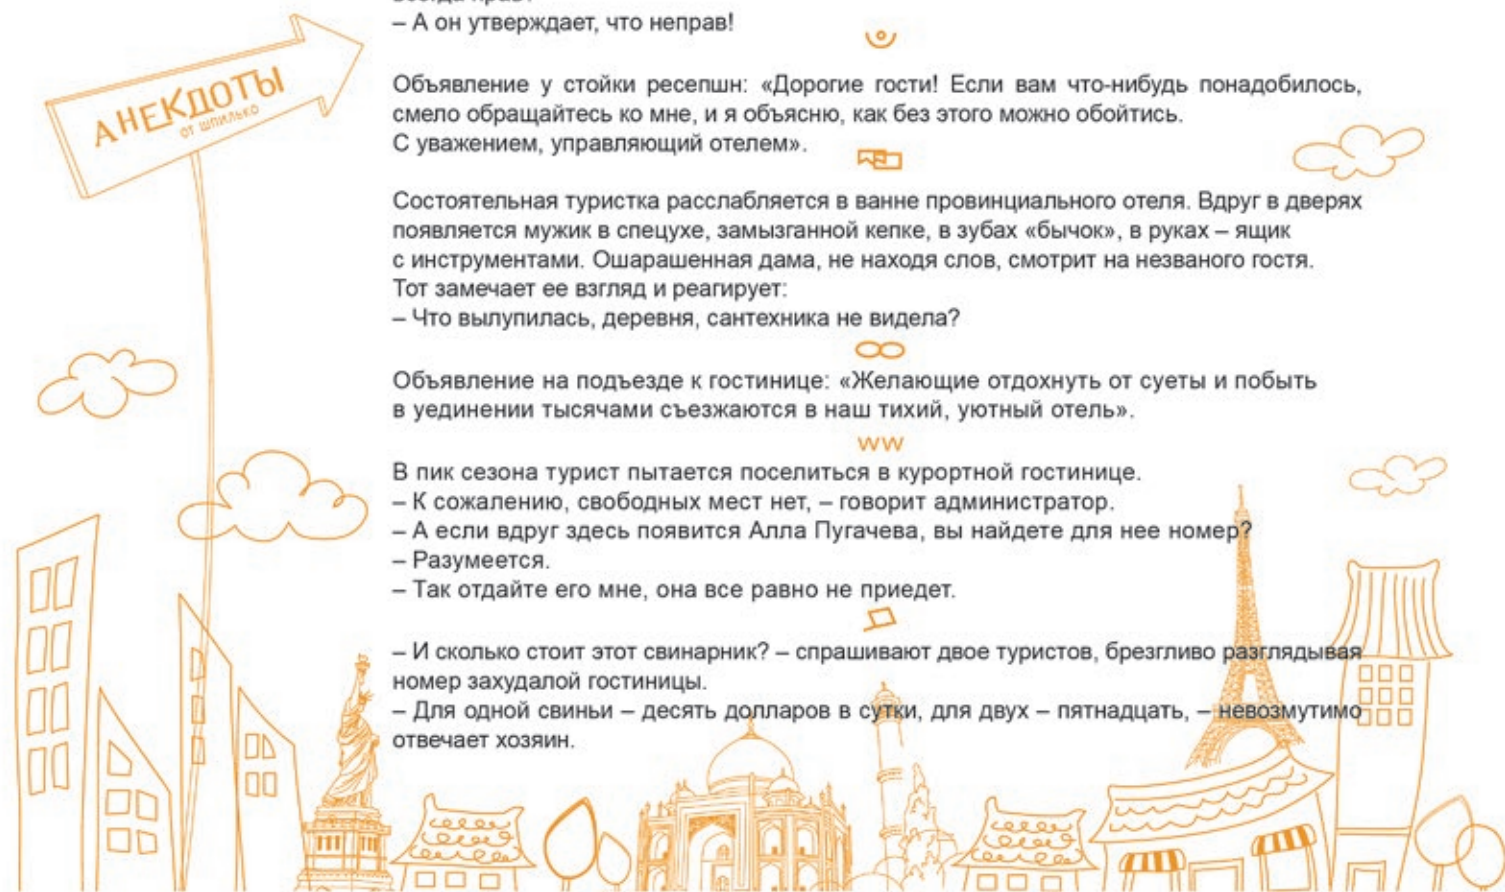 – А он утверждает, что неправ!
АНЕКДОТЫ
ОТ ШПИЛЬКО
Объявление у стойки ресепшн: «Дорогие гости! Если вам что-нибудь понадобилось,
смело обращайтесь ко мне, и я объясню, как без этого можно обойтись.
С уважением, управляющий отелем».
Состоятельная туристка расслабляется в ванне провинциального отеля. Вдруг в дверях
появляется мужик в спецухе, замызганной кепке, в зубах «бычок», в руках – ящик
с инструментами. Ошарашенная дама, не находя слов, смотрит на незваного гостя.
Тот замечает ее взгляд и реагирует:
– Что вылупилась, деревня, сантехника не видела?
Объявление на подъезде к гостинице: «Желающие отдохнуть от суеты и побыть
в уединении тысячами съезжаются в наш тихий, уютный отель».
В пик сезона турист пытается поселиться в курортной гостинице.
– К сожалению, свободных мест нет, – говорит администратор.
– А если вдруг здесь появится Алла Пугачева, вы найдете для нее номер?
– Разумеется.
– Так отдайте его мне, она все равно не приедет.
– И сколько стоит этот свинарник? – спрашивают двое туристов, брезгливо разглядывая
номер захудалой гостиницы.
– Для одной свиньи – десять долларов в сутки, для двух – пятнадцать, – невозмутимо
отвечает хозяин.